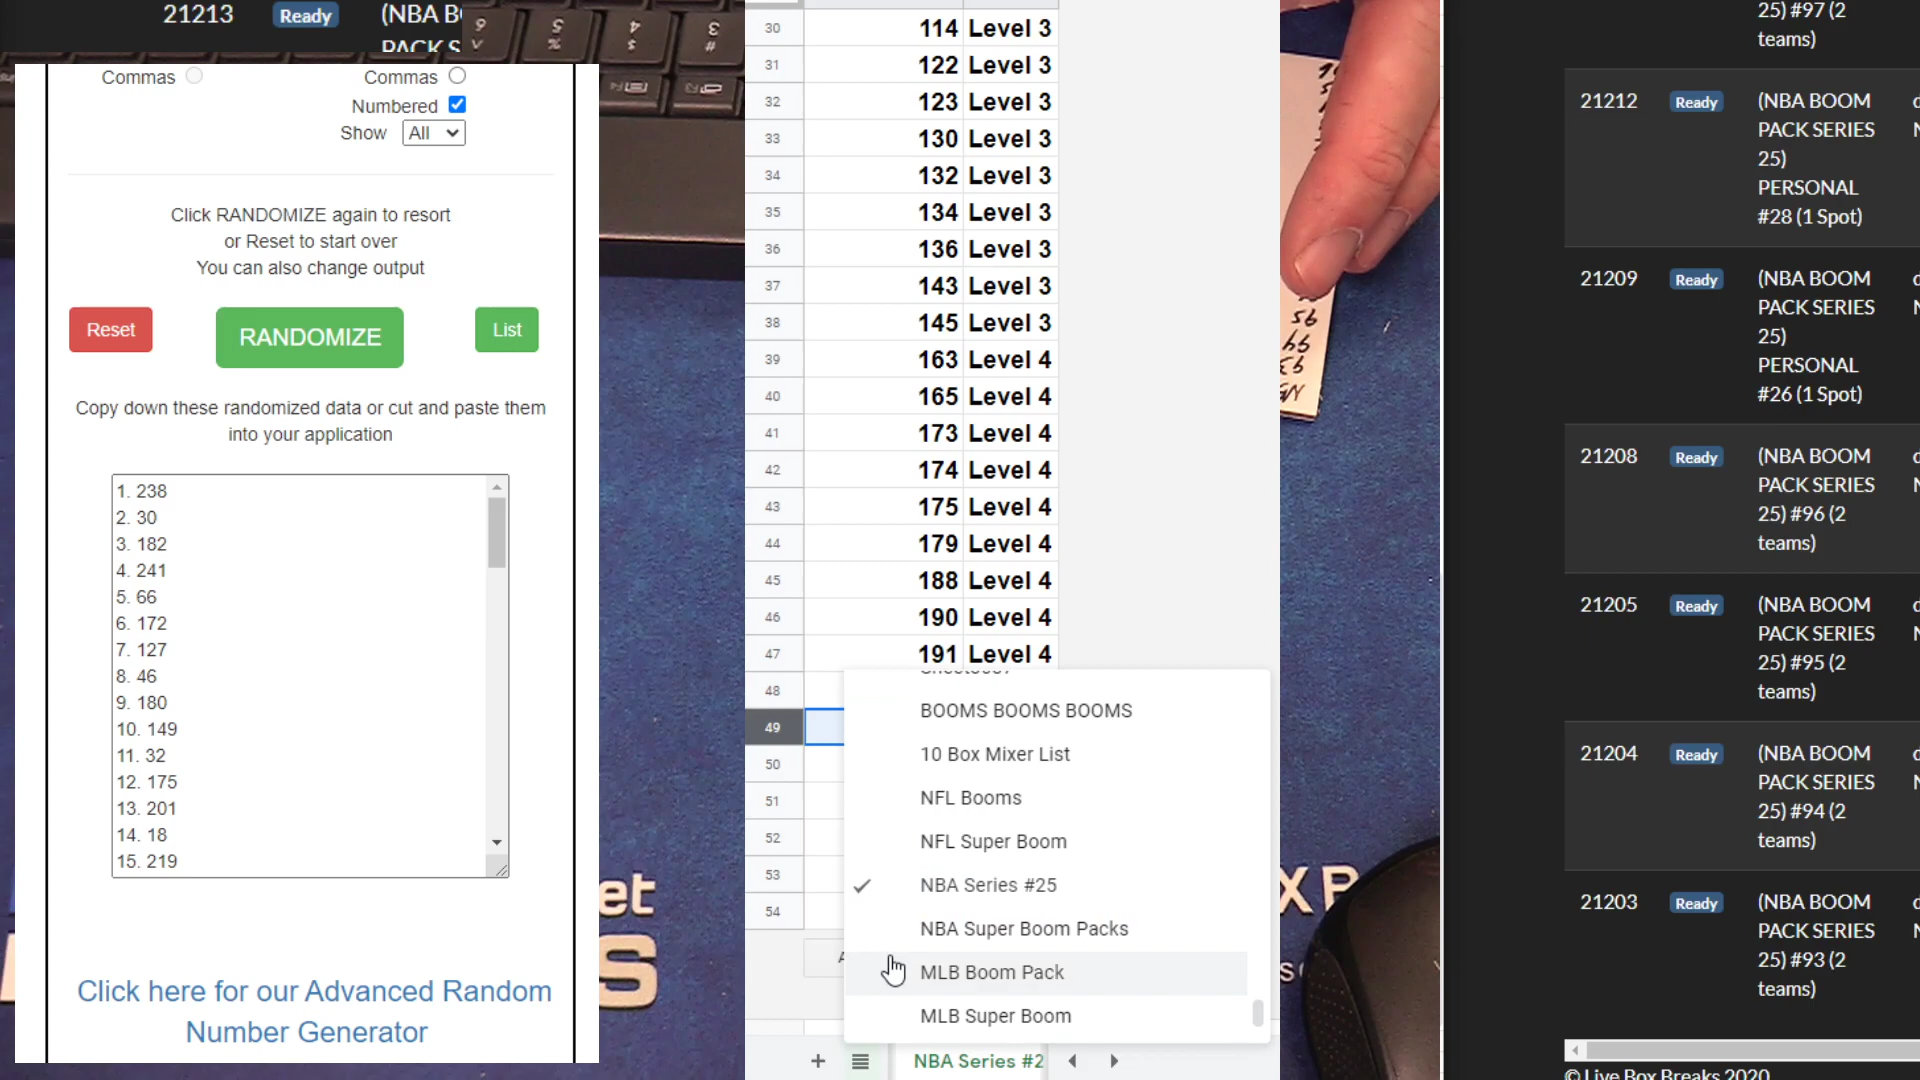 21213 Ready (NBA B
PACK S
Commas Commas
Numbered
Show All
Click RANDOMIZE again to resort
or Reset to start over
You can also change output
Reset RANDOMIZE List
Copy down these randomized data or cut and paste them
into your application
1. 238
2. 30
3. 182
4. 241
5. 66
6. 172
7. 127
8. 46
9. 180
10. 149
11. 32
12. 175
13. 201
14. 18
15. 219
Click here for our Advanced Random
Number Generator
et
S
30 114 Level 3
31 122 Level 3
32 123 Level 3
33 130 Level 3
34 132 Level 3
35 134 Level 3
36 136 Level 3
37 143 Level 3
38 145 Level 3
39 163 Level 4
40 165 Level 4
41 173 Level 4
42 174 Level 4
43 175 Level 4
44 179 Level 4
45 188 Level 4
46 190 Level 4
47 191 Level 4
48
49
50
51
52
53
54
BOOMS BOOMS BOOMS
10 Box Mixer List
NFL Booms
NFL Super Boom
NBA Series #25
NBA Super Boom Packs
MLB Boom Pack
MLB Super Boom
+ NBA Series #2
95
94
93
XP
25) #97 (2
teams)
21212 Ready (NBA BOOM
PACK SERIES
25)
PERSONAL
#28 (1 Spot)
21209 Ready (NBA BOOM
PACK SERIES
25)
PERSONAL
#26 (1 Spot)
21208 Ready (NBA BOOM
PACK SERIES
25) #96 (2
teams)
21205 Ready (NBA BOOM
PACK SERIES
25) #95 (2
teams)
21204 Ready (NBA BOOM
PACK SERIES
25) #94 (2
teams)
21203 Ready (NBA BOOM
PACK SERIES
25) #93 (2
teams)
© Live Box Breaks 2020